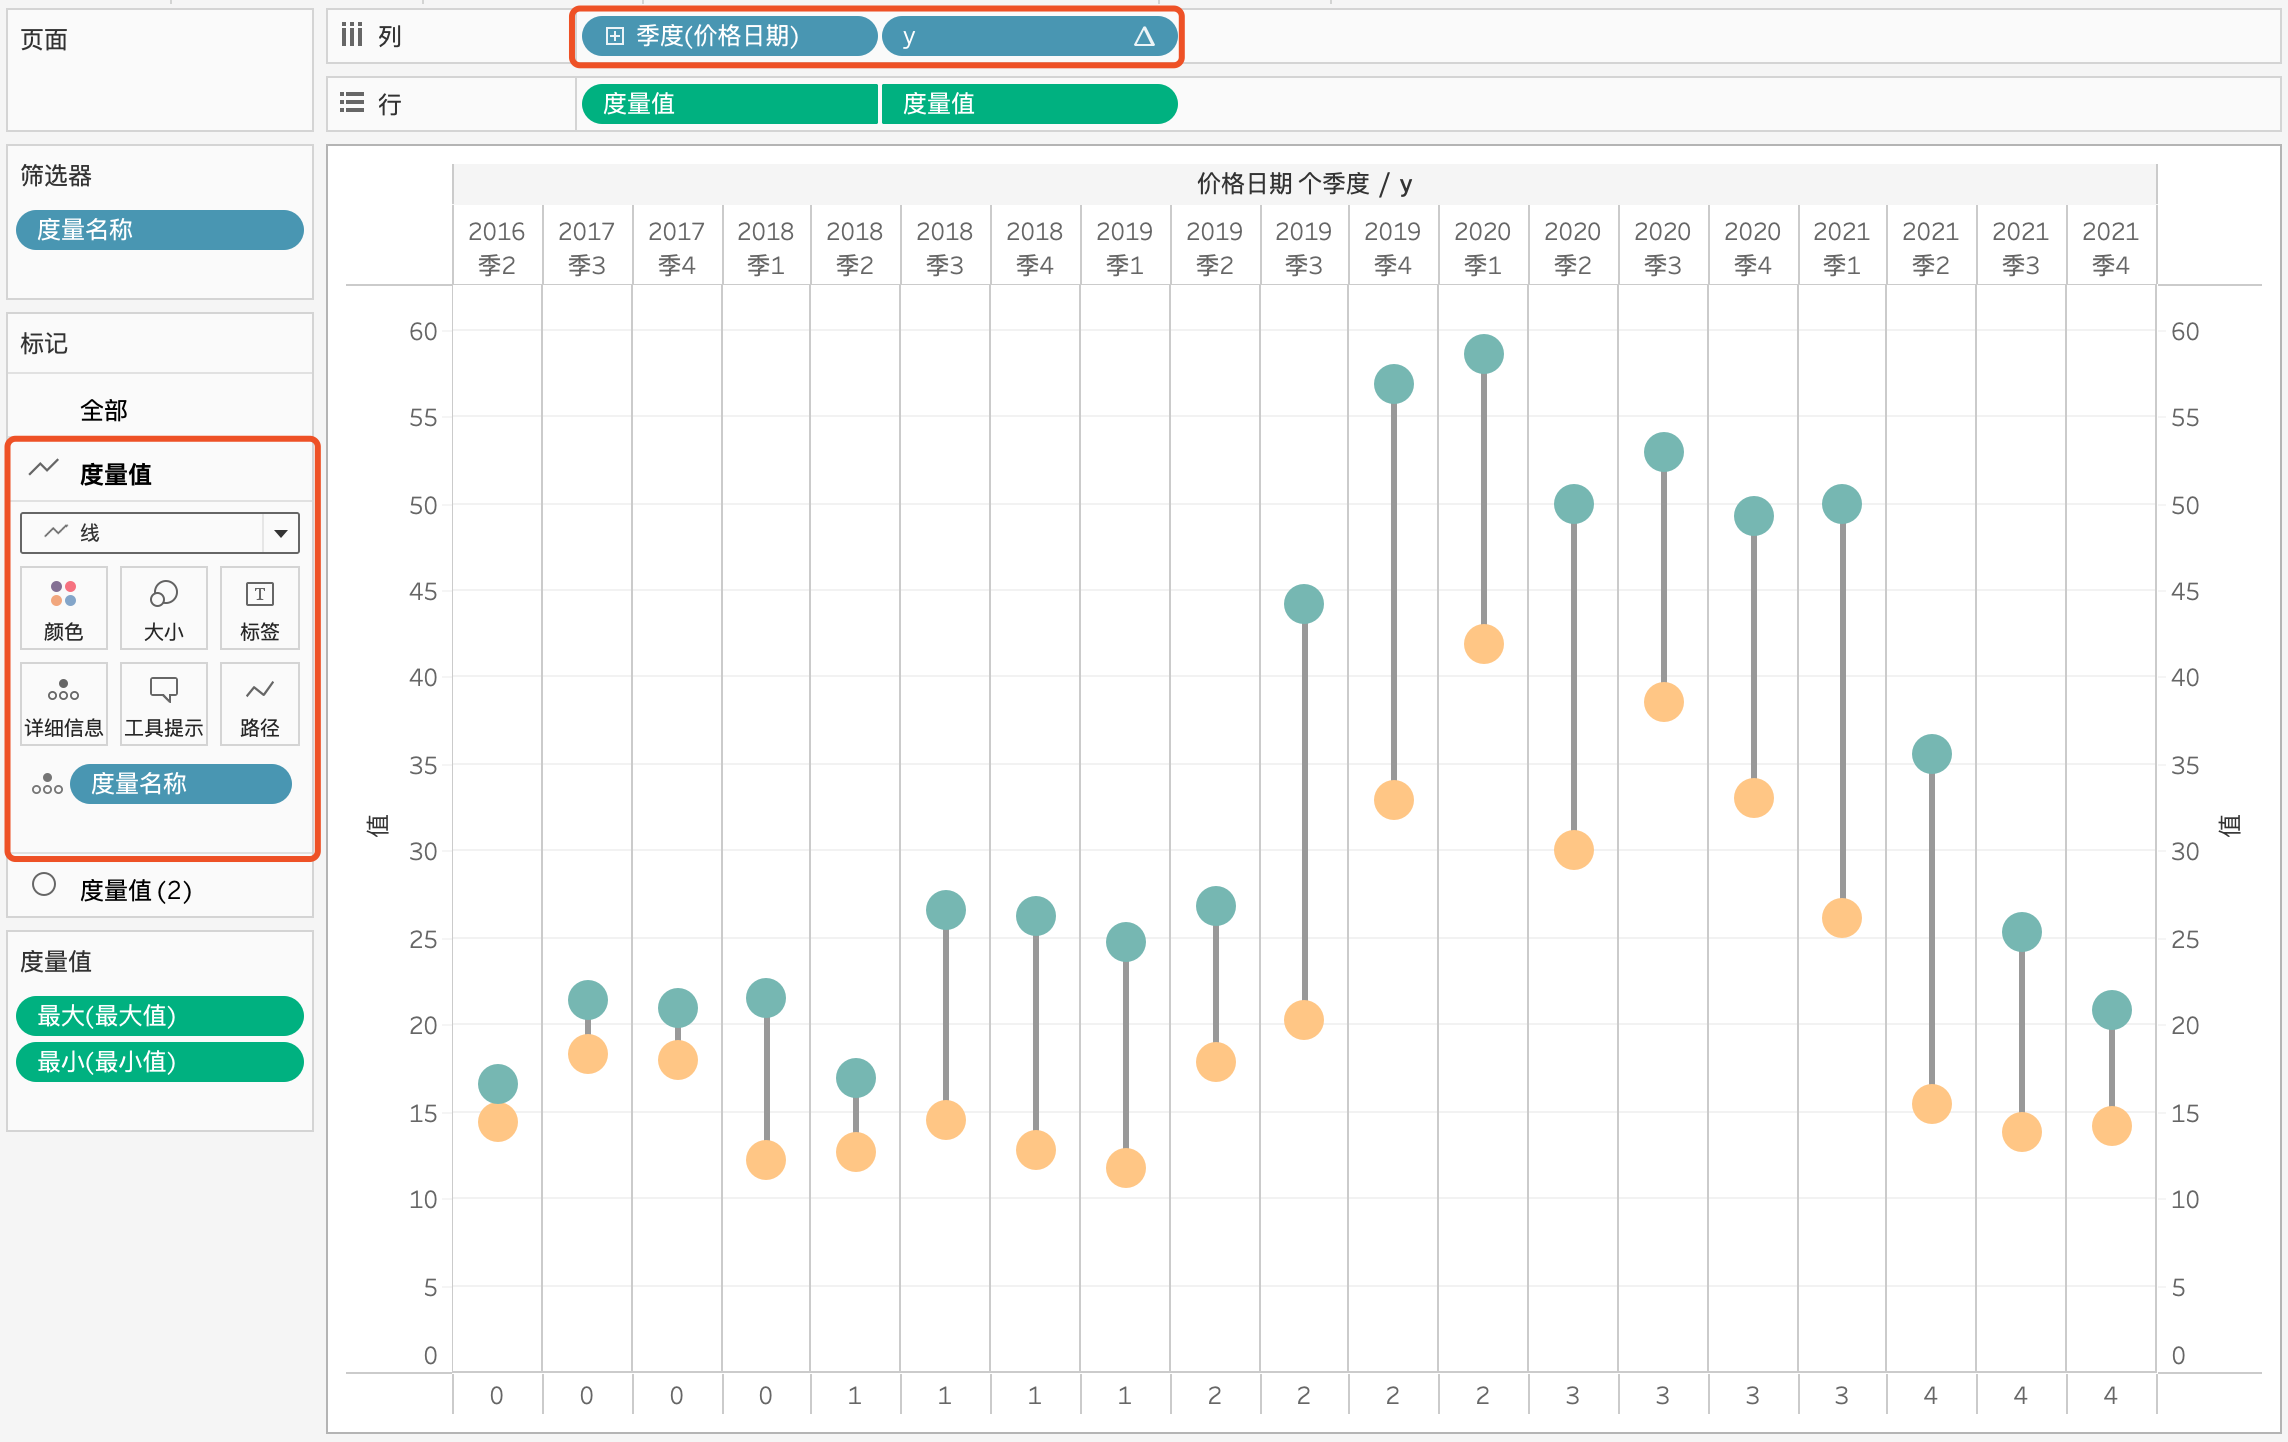 页面
列
季度(价格日期)
y
行
度量值
度量值
筛选器
度量名称
标记
全部
度量值
线
颜色
大小
标签
详细信息
工具提示
路径
度量名称
度量值 (2)
度量值
最大(最大值)
最小(最小值)
价格日期 个季度 / y
2016 2017 2017 2018 2018 2018 2018 2019 2019 2019 2019 2020 2020 2020 2020 2021 2021 2021 2021
季2 季3 季4 季1 季2 季3 季4 季1 季2 季3 季4 季1 季2 季3 季4 季1 季2 季3 季4
60 60
55 55
50 50
45 45
40 40
35 35
值 值
30 30
25 25
20 20
15 15
10 10
5 5
0 0
0 0 0 0 1 1 1 1 2 2 2 2 3 3 3 3 4 4 4